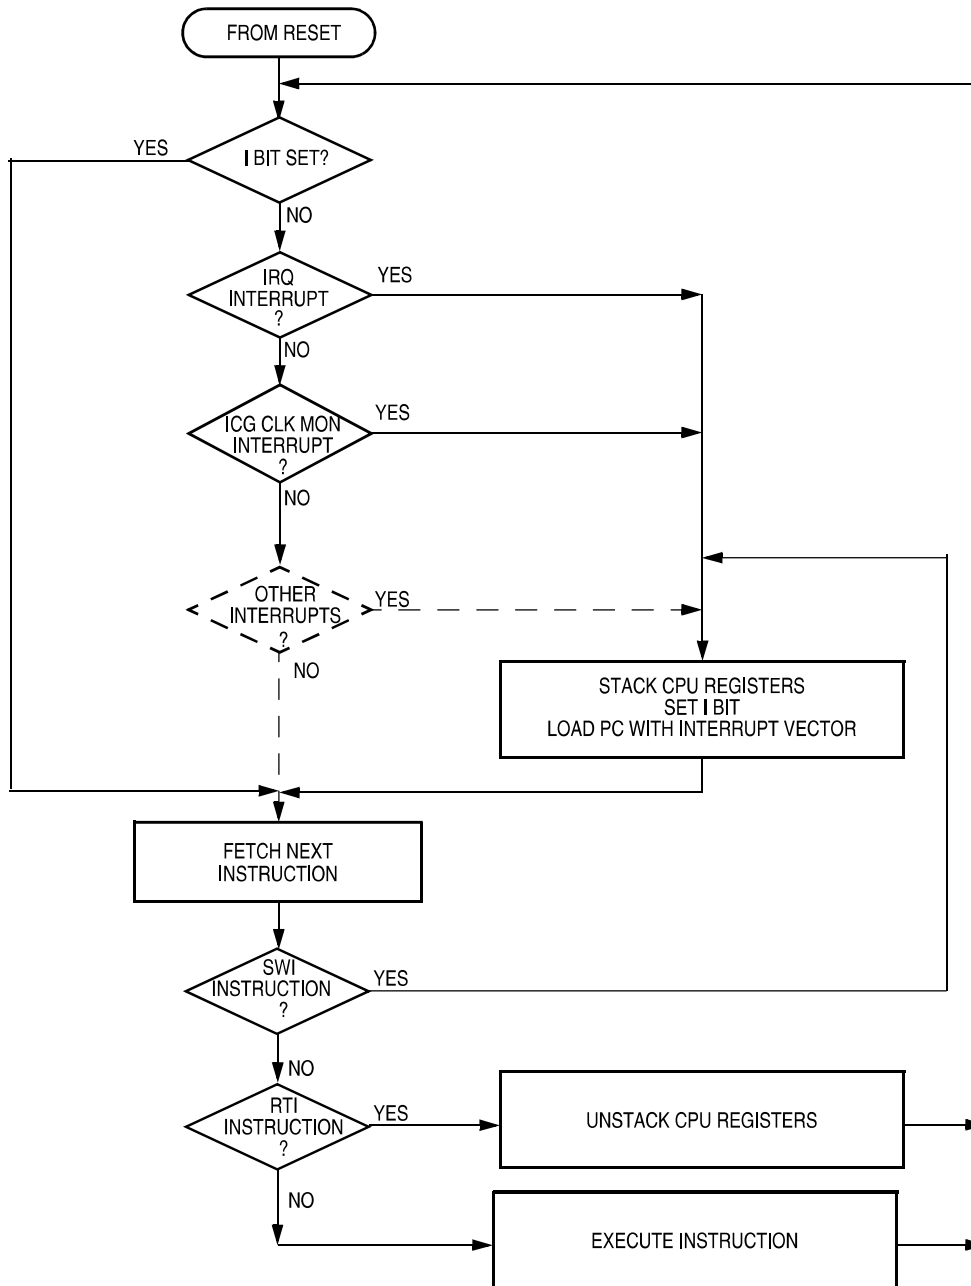 FROM RESET
YES
I BIT SET?
NO
IRQ
INTERRUPT
?
YES
NO
ICG CLK MON
INTERRUPT
?
YES
NO
OTHER
INTERRUPTS
?
YES
NO
STACK CPU REGISTERS
SET I BIT
LOAD PC WITH INTERRUPT VECTOR
FETCH NEXT
INSTRUCTION
SWI
INSTRUCTION
?
YES
NO
RTI
INSTRUCTION
?
YES
UNSTACK CPU REGISTERS
NO
EXECUTE INSTRUCTION